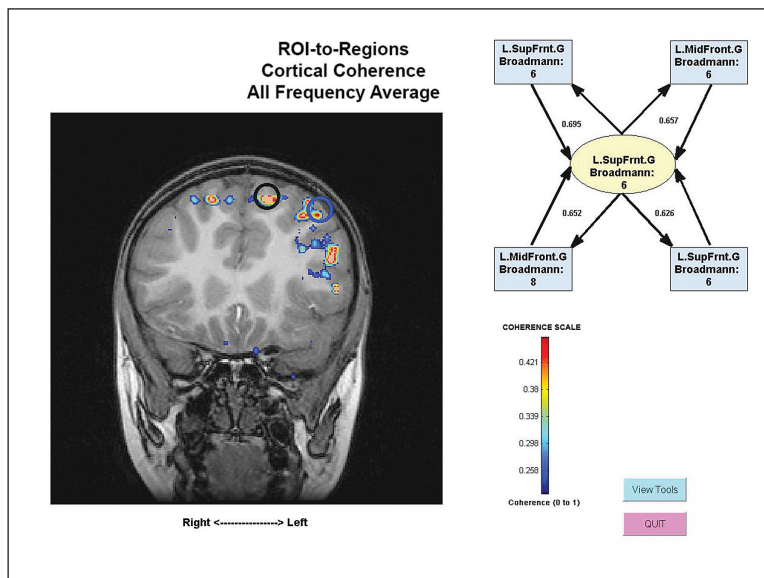 ROI-to-Regions
Cortical Coherence
All Frequency Average
Right <----------------> Left
L.SupFrnt.G
Broadmann:
6
L.MidFront.G
Broadmann:
6
0.695
0.657
L.SupFrnt.G
Broadmann:
6
0.652
0.626
L.MidFront.G
Broadmann:
8
L.SupFrnt.G
Broadmann:
6
COHERENCE SCALE
0.421
0.38
0.339
0.298
0.258
Coherence (0 to 1)
View Tools
QUIT